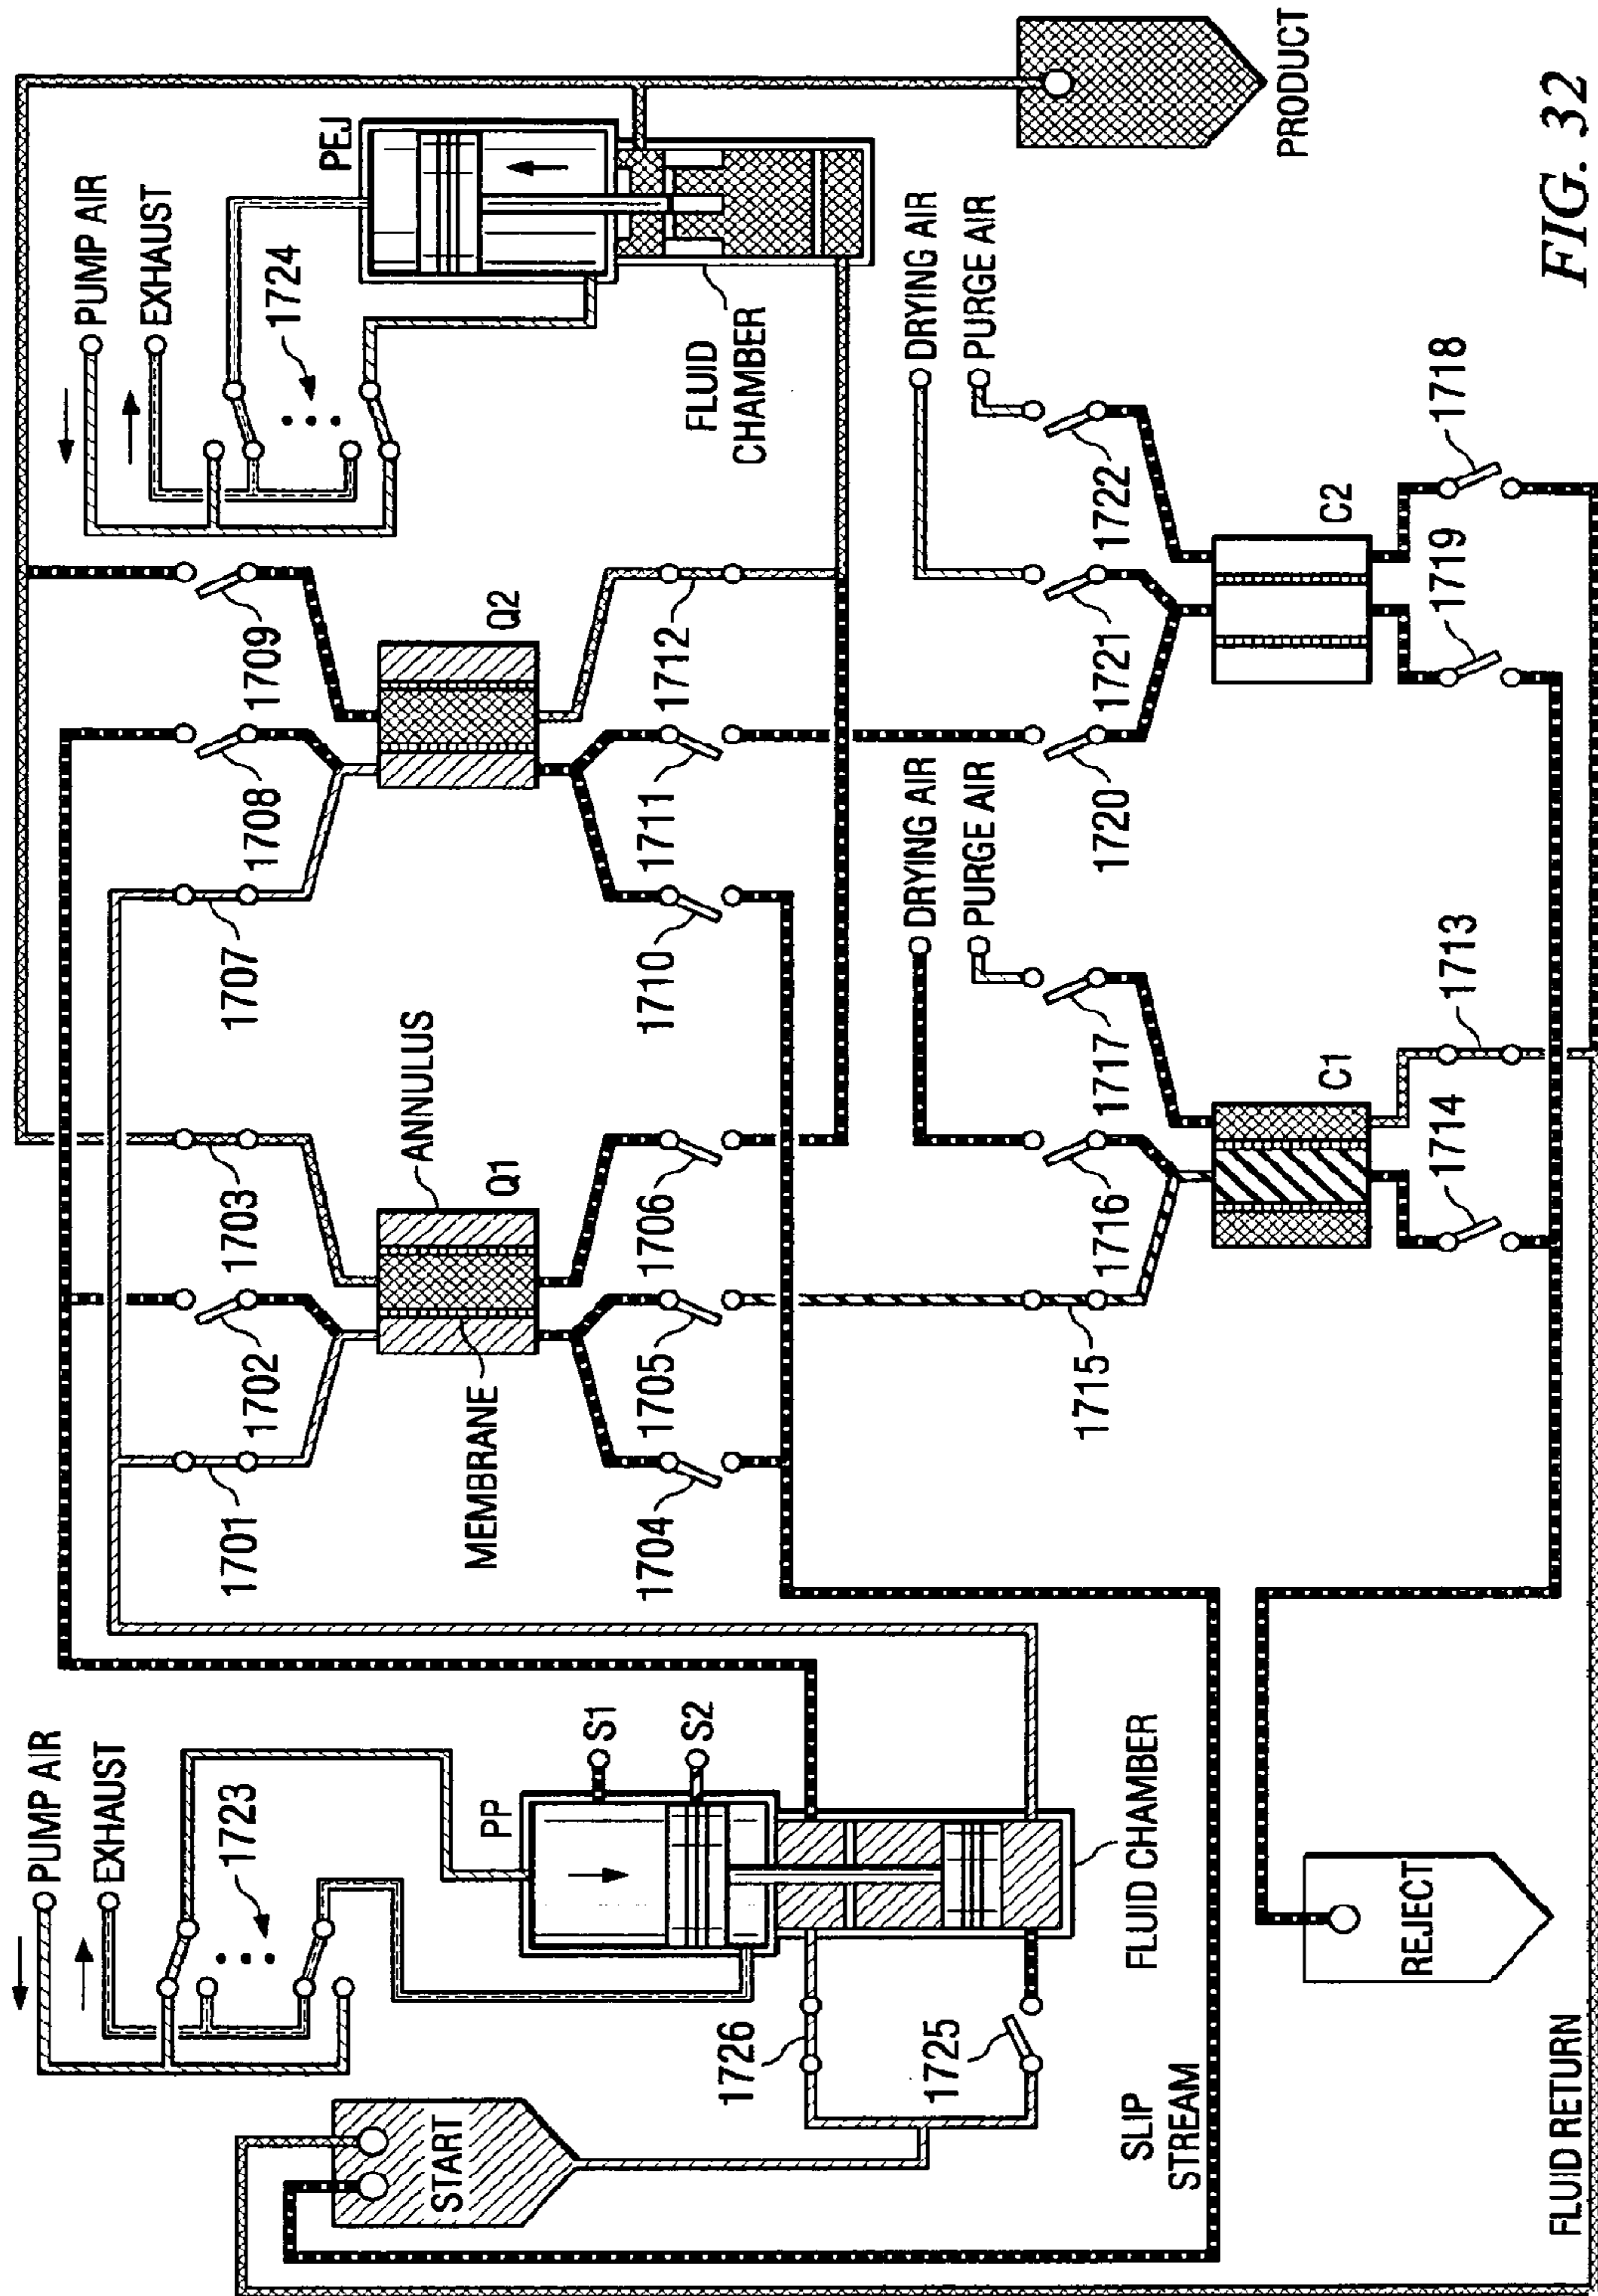 PUMP AIR
EXHAUST
1723
START
PP
S1
S2
1726
1725
FLUID CHAMBER
SLIP
STREAM
REJECT
FLUID RETURN
1701
1702
1703
MEMBRANE
ANNULUS
Q1
1704
1705
1706
1707
1708
1709
Q2
1710
1711
1712
PUMP AIR
EXHAUST
1724
PEJ
FLUID
CHAMBER
PRODUCT
DRYING AIR
PURGE AIR
1715
1716
1717
C1
1714
1713
DRYING AIR
PURGE AIR
1720
1721
1722
C2
1719
1718
FIG. 32